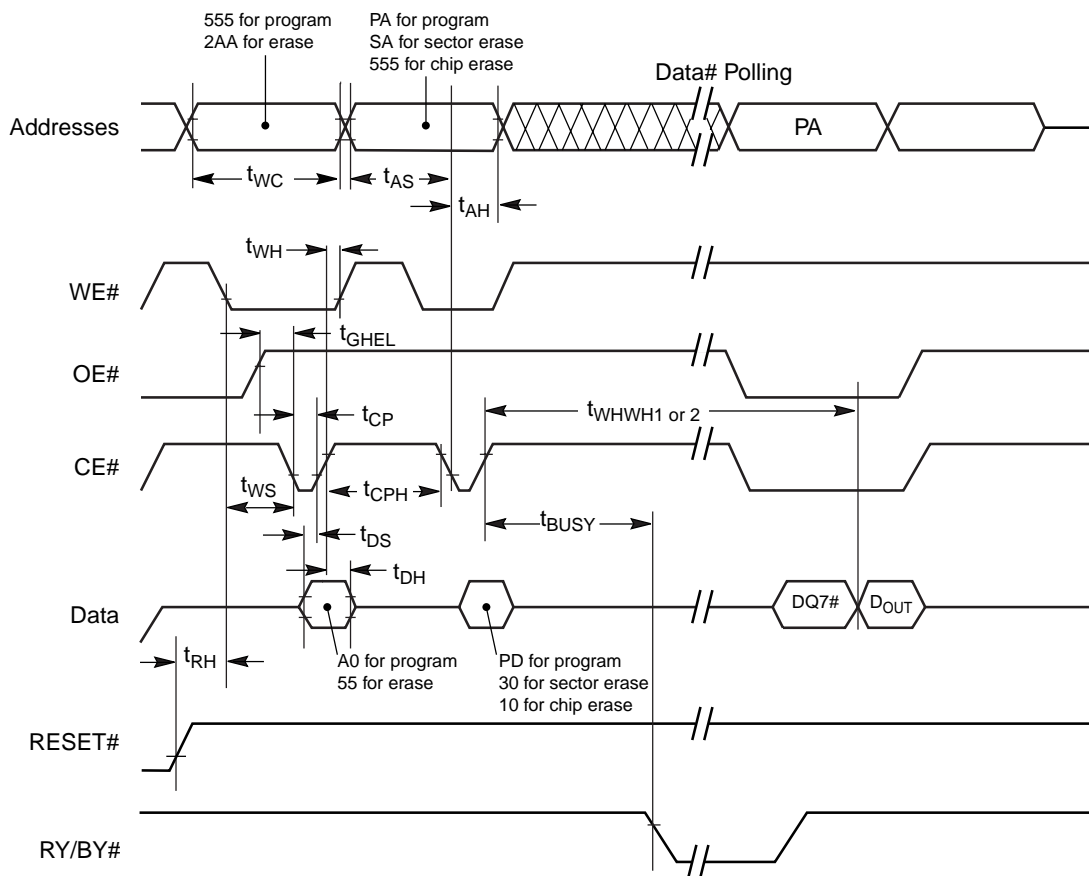 555 for program
2AA for erase
PA for program
SA for sector erase
555 for chip erase
Data# Polling
Addresses
PA
tWC
tAS
tAH
tWH
WE#
tGHEL
OE#
tWHWH1 or 2
tCP
CE#
tWS
tCPH
tBUSY
tDS
tDH
Data
DQ7#
DOUT
tRH
A0 for program
55 for erase
PD for program
30 for sector erase
10 for chip erase
RESET#
RY/BY#